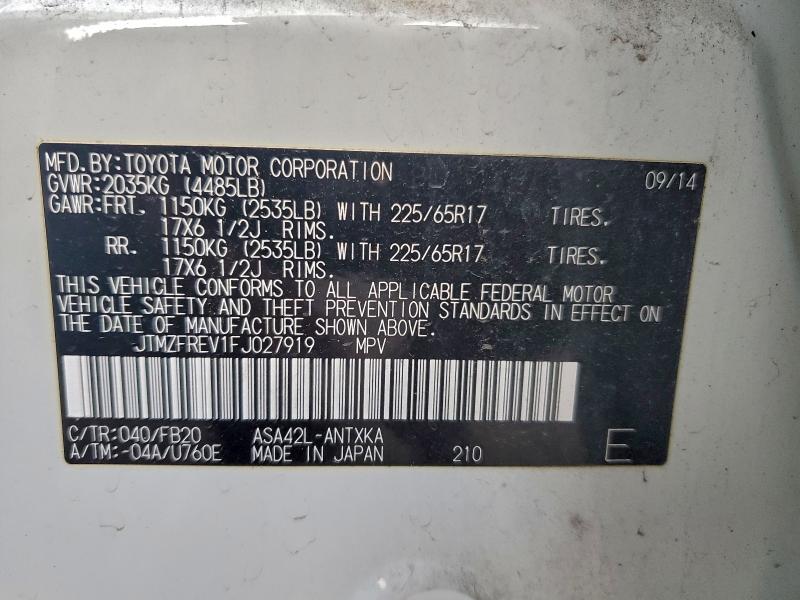 MFD.BY:TOYOTA MOTOR CORPORATION 09/14
GVWR:2035KG (4485LB)
GAWR:FRT. 1150KG (2535LB) WITH 225/65R17 TIRES.
17X6 1/2J RIMS.
RR. 1150KG (2535LB) WITH 225/65R17 TIRES.
17X6 1/2J RIMS.
THIS VEHICLE CONFORMS TO ALL APPLICABLE FEDERAL MOTOR
VEHICLE SAFETY AND THEFT PREVENTION STANDARDS IN EFFECT ON
THE DATE OF MANUFACTURE SHOWN ABOVE.
JTMZFREV1FJ027919 MPV
C/TR:040/FB20 ASA42L-ANTXKA
A/TM:-04A/U760E MADE IN JAPAN 210 E